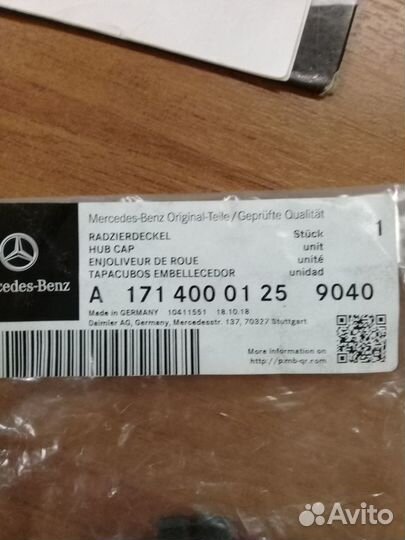 Mercedes-Benz Original-Teile/Geprüfte Qualität
RADZIERDECKEL Stück 1
HUB CAP unit
ENJOLIVEUR DE ROUE unité
TAPACUBOS EMBELLECEDOR unidad
cedes-Benz
A 171 400 01 25 9040
Made in GERMANY 10411551 18.10.18
Daimler AG, Germany, Mercedesstr. 137, 70327 Stuttgart
More information on
http://p.mb-qr.com
Avito